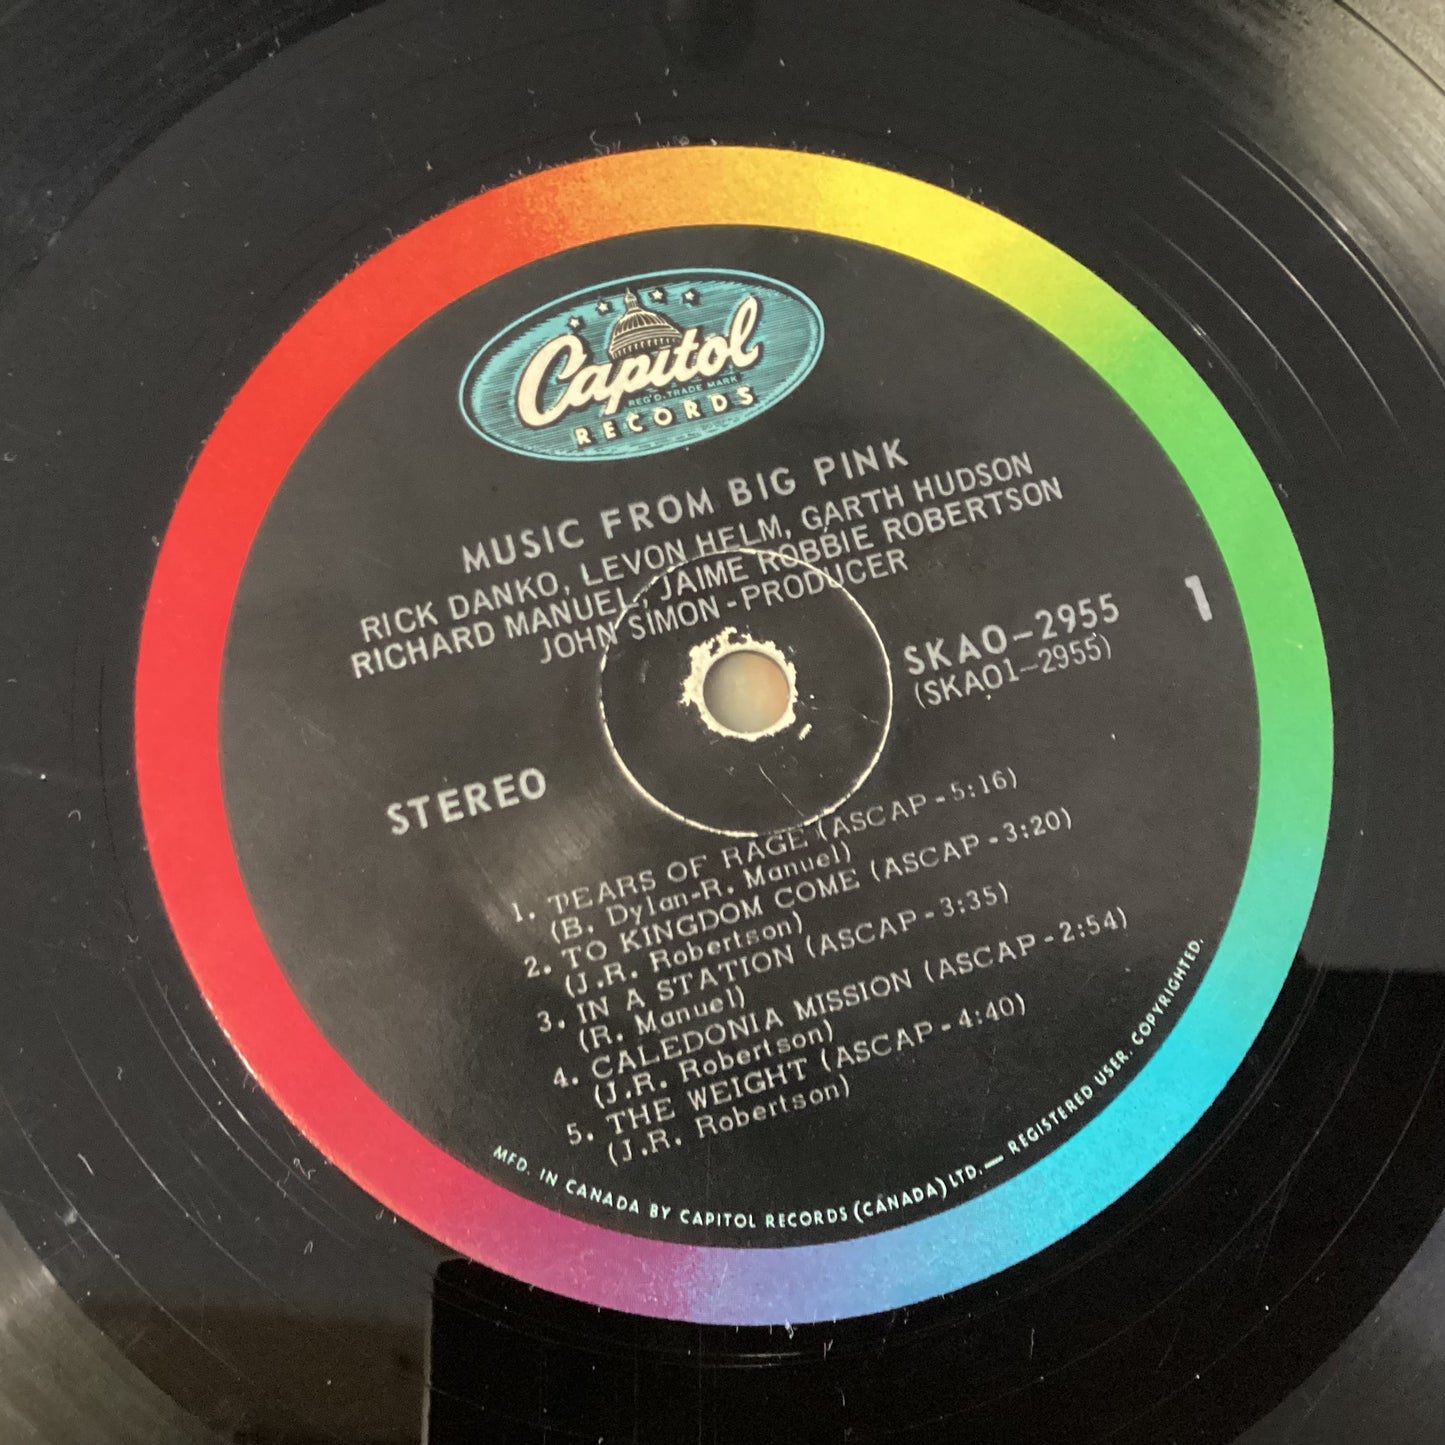 Capitol
REG'D. TRADE MARK
RECORDS
MUSIC FROM BIG PINK
RICK DANKO, LEVON HELM, GARTH HUDSON
RICHARD MANUEL, JAIME ROBBIE ROBERTSON
JOHN SIMON-PRODUCER
SKAO-2955
1
(SKAO1-2955)
STEREO
1. TEARS OF RAGE (ASCAP-5:16)
(B. Dylan-R. Manuel)
2. TO KINGDOM COME (ASCAP-3:20)
(J.R. Robertson)
3. IN A STATION (ASCAP-3:35)
(R. Manuel)
4. CALEDONIA MISSION (ASCAP-2:54)
(J.R. Robertson)
5. THE WEIGHT (ASCAP-4:40)
(J.R. Robertson)
MFD. IN CANADA BY CAPITOL RECORDS (CANADA) LTD.— REGISTERED USER. COPYRIGHTED.